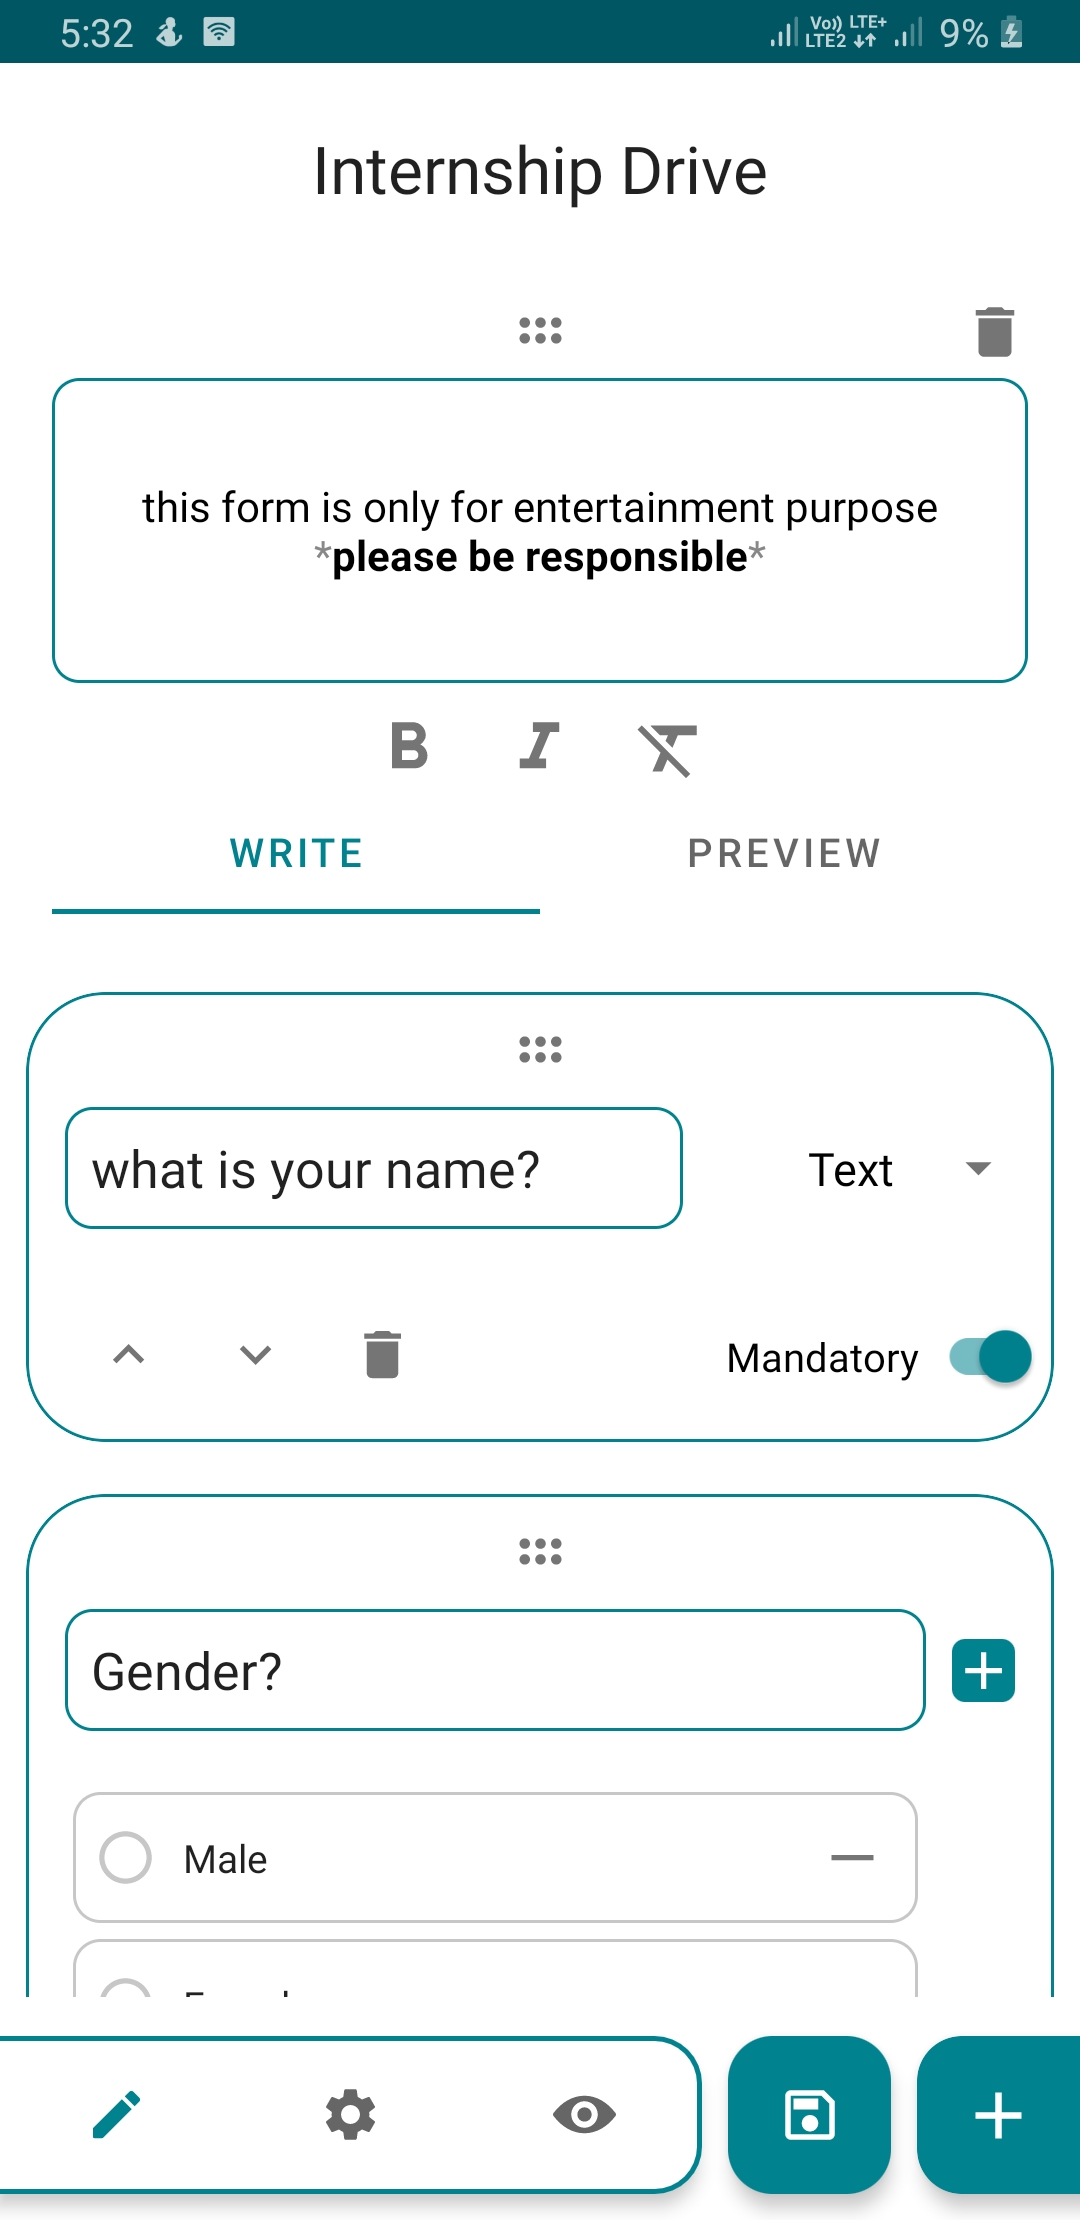 5:32 Vo)) LTE+ LTE2 9%
Internship Drive
this form is only for entertainment purpose
*please be responsible*
B I
WRITE PREVIEW
what is your name? Text
Mandatory
Gender?
Male